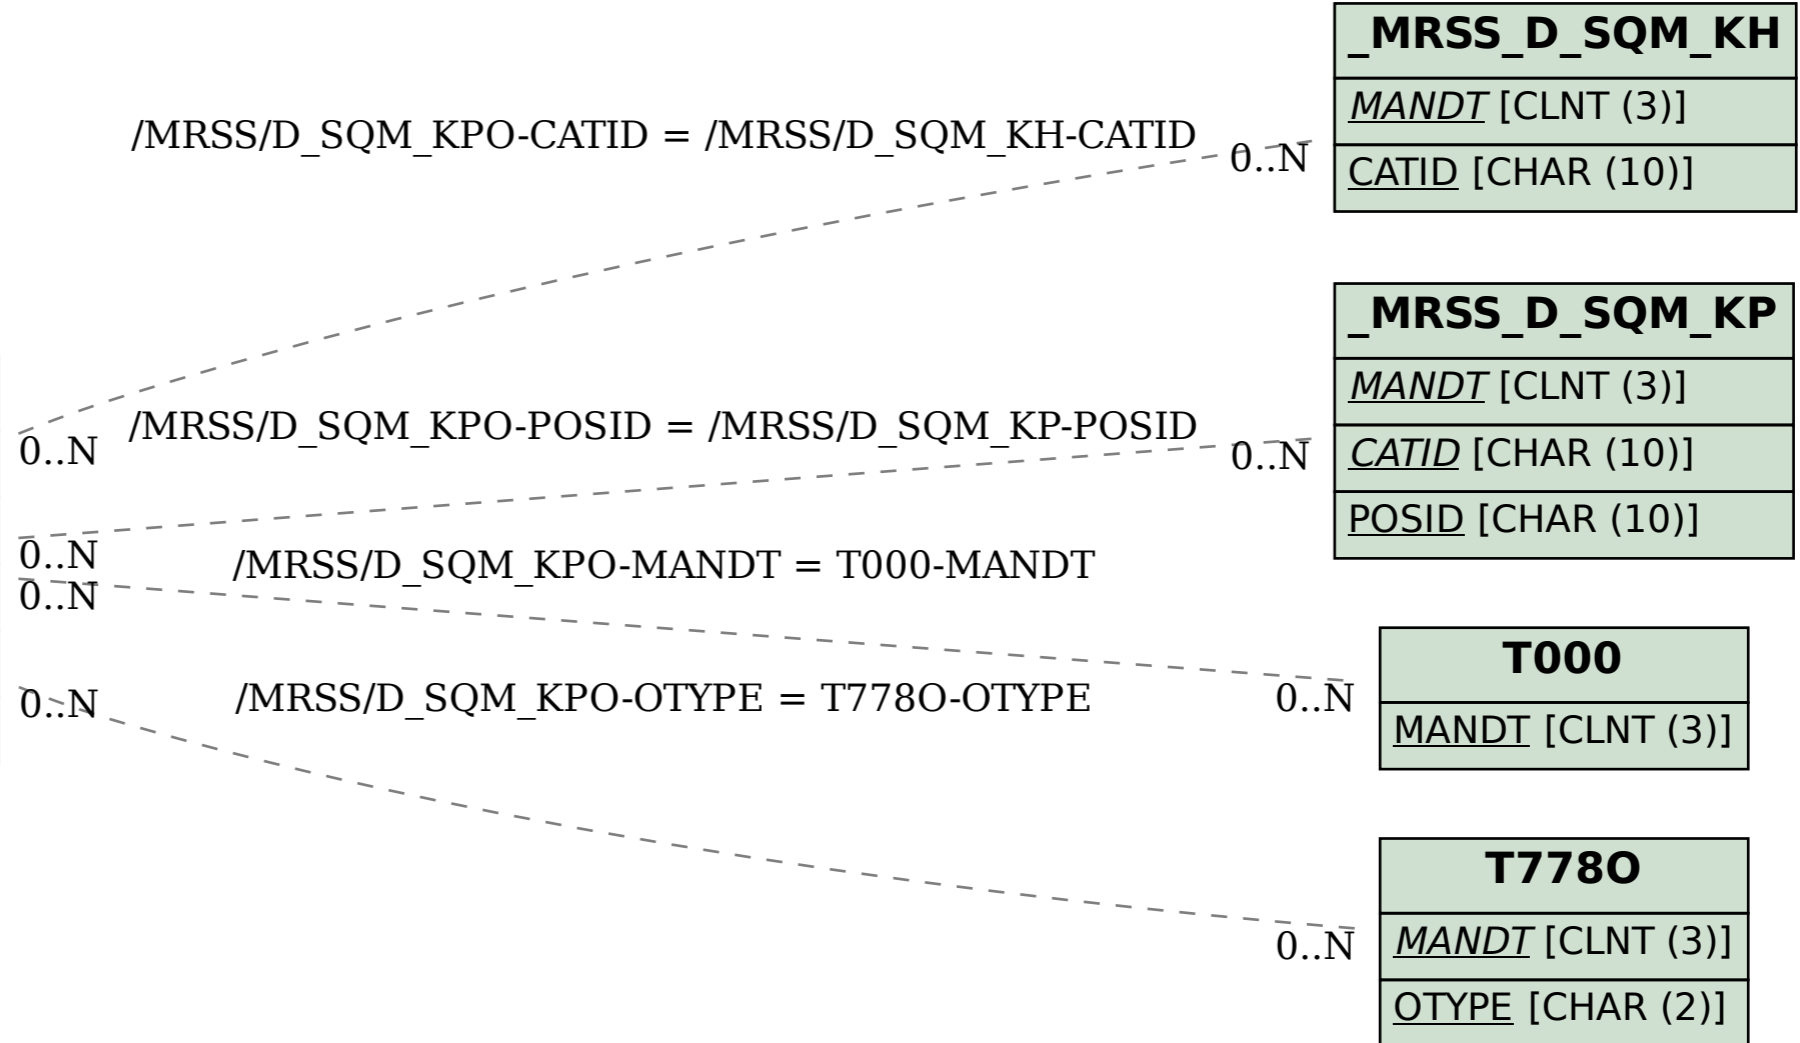 _MRSS_D_SQM_KH
MANDT [CLNT (3)]
CATID [CHAR (10)]
/MRSS/D_SQM_KPO-CATID = /MRSS/D_SQM_KH-CATID
0..N
0..N
_MRSS_D_SQM_KP
MANDT [CLNT (3)]
CATID [CHAR (10)]
POSID [CHAR (10)]
/MRSS/D_SQM_KPO-POSID = /MRSS/D_SQM_KP-POSID
0..N
0..N
/MRSS/D_SQM_KPO-MANDT = T000-MANDT
0..N
0..N
T000
MANDT [CLNT (3)]
/MRSS/D_SQM_KPO-OTYPE = T778O-OTYPE
0..N
0..N
T778O
MANDT [CLNT (3)]
OTYPE [CHAR (2)]